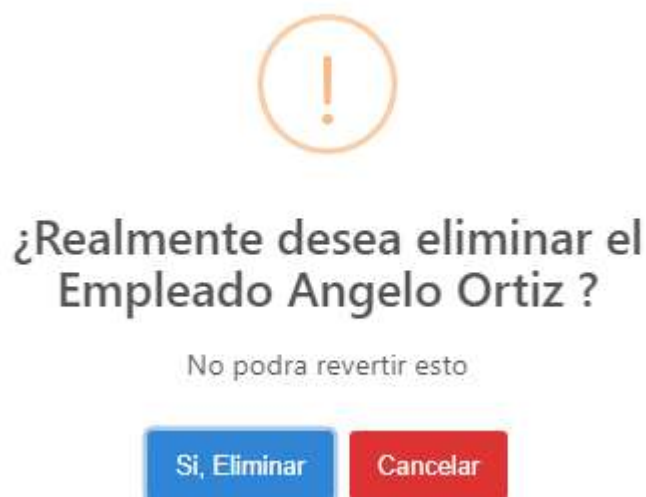 ¿Realmente desea eliminar el
Empleado Angelo Ortiz ?
No podra revertir esto
Si, Eliminar
Cancelar